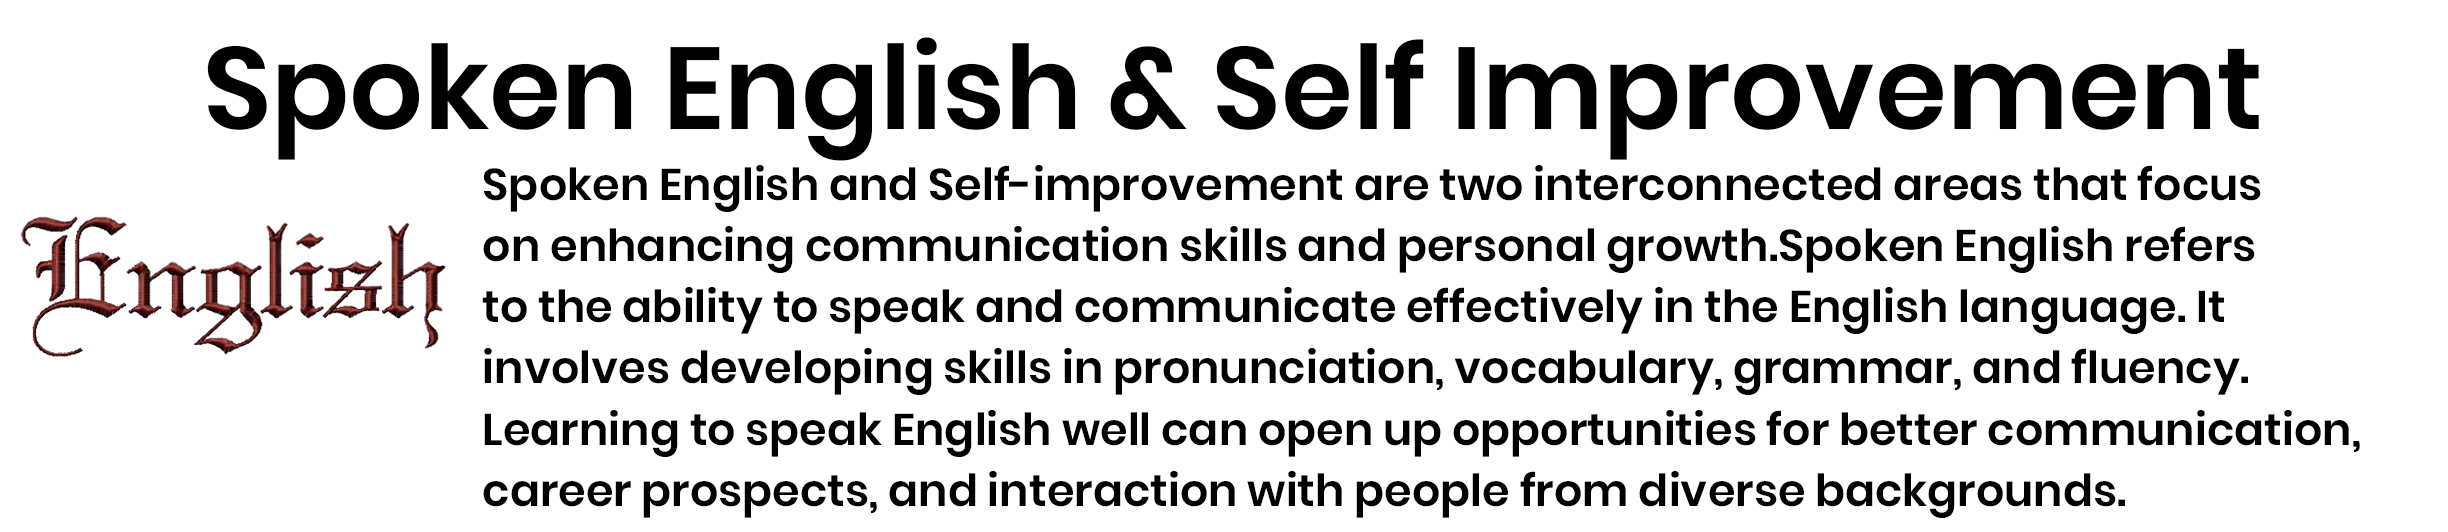 Spoken English & Self Improvement
English
Spoken English and Self-improvement are two interconnected areas that focus
on enhancing communication skills and personal growth.Spoken English refers
to the ability to speak and communicate effectively in the English language. It
involves developing skills in pronunciation, vocabulary, grammar, and fluency.
Learning to speak English well can open up opportunities for better communication,
career prospects, and interaction with people from diverse backgrounds.